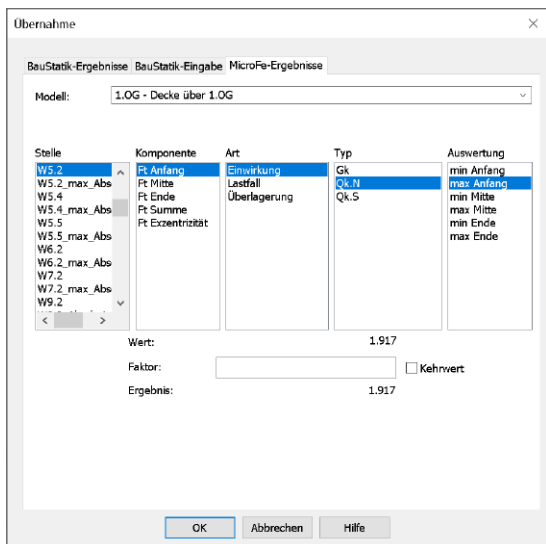 Übernahme
BauStatik-Ergebnisse BauStatik-Eingabe MicroFe-Ergebnisse
Modell: 1.OG - Decke über 1.OG
Stelle Komponente Art Typ Auswertung
W5.2 Ft Anfang Einwirkung Gk min Anfang
W5.2_max_Abs Ft Mitte Lastfall Qk.N max Anfang
W5.4 Ft Ende Überlagerung Qk.S min Mitte
W5.4_max_Abs Ft Summe max Mitte
W5.5 Ft Exzentrizität min Ende
W5.5_max_Abs max Ende
W6.2
W6.2_max_Abs
W7.2
W7.2_max_Abs
W9.2
Wert: 1.917
Faktor: Kehrwert
Ergebnis: 1.917
OK Abbrechen Hilfe